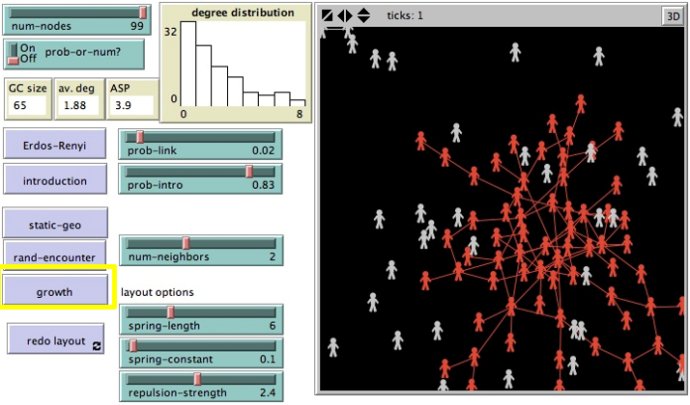 num-nodes 99
On
Off
prob-or-num?
GC size
65
av. deg
1.88
ASP
3.9
degree distribution
32
0
0 8
Erdos-Renyi
introduction
static-geo
rand-encounter
growth
redo layout
prob-link 0.02
prob-intro 0.83
num-neighbors 2
layout options
spring-length 6
spring-constant 0.1
repulsion-strength 2.4
ticks: 1
3D